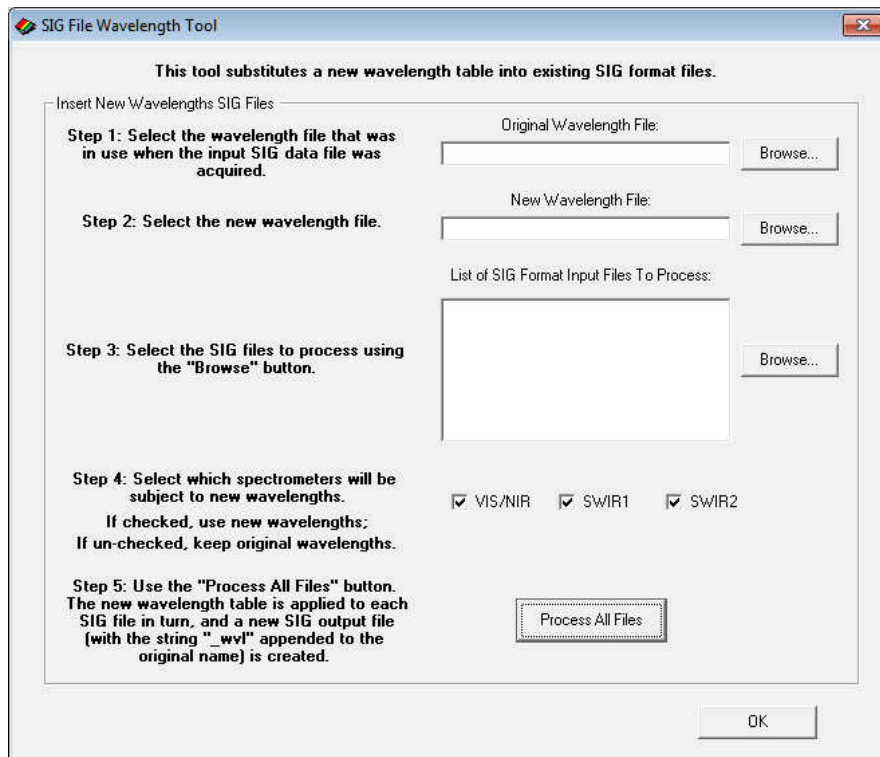 SIG File Wavelength Tool
This tool substitutes a new wavelength table into existing SIG format files.
Insert New Wavelengths SIG Files
Step 1: Select the wavelength file that was
in use when the input SIG data file was
acquired.
Original Wavelength File:
Browse...
Step 2: Select the new wavelength file.
New Wavelength File:
Browse...
List of SIG Format Input Files To Process:
Step 3: Select the SIG files to process using
the "Browse" button.
Browse...
Step 4: Select which spectrometers will be
subject to new wavelengths.
If checked, use new wavelengths;
If un-checked, keep original wavelengths.
VIS/NIR SWIR1 SWIR2
Step 5: Use the "Process All Files" button.
The new wavelength table is applied to each
SIG file in turn, and a new SIG output file
(with the string "_wvl" appended to the
original name) is created.
Process All Files
OK